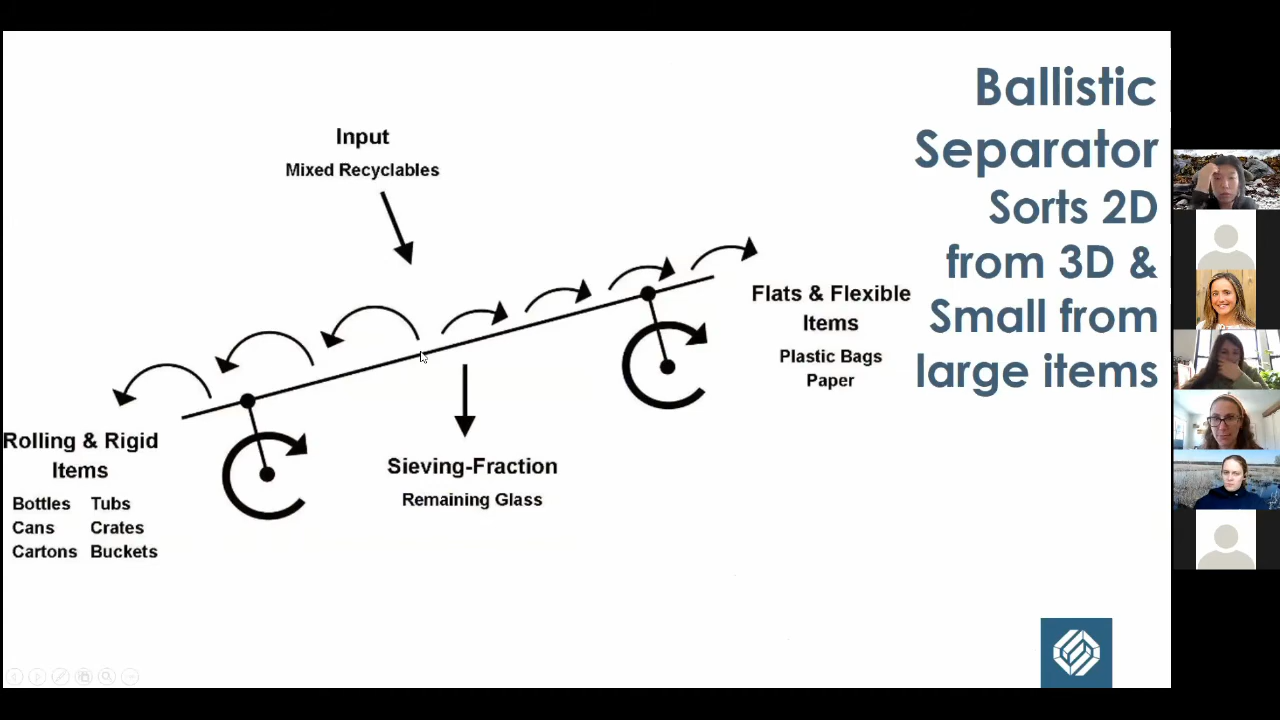 Ballistic
Separator
Sorts 2D
from 3D &
Small from
large items
Input
Mixed Recyclables
Flats & Flexible
Items
Plastic Bags
Paper
Rolling & Rigid
Items
Bottles Tubs
Cans Crates
Cartons Buckets
Sieving-Fraction
Remaining Glass